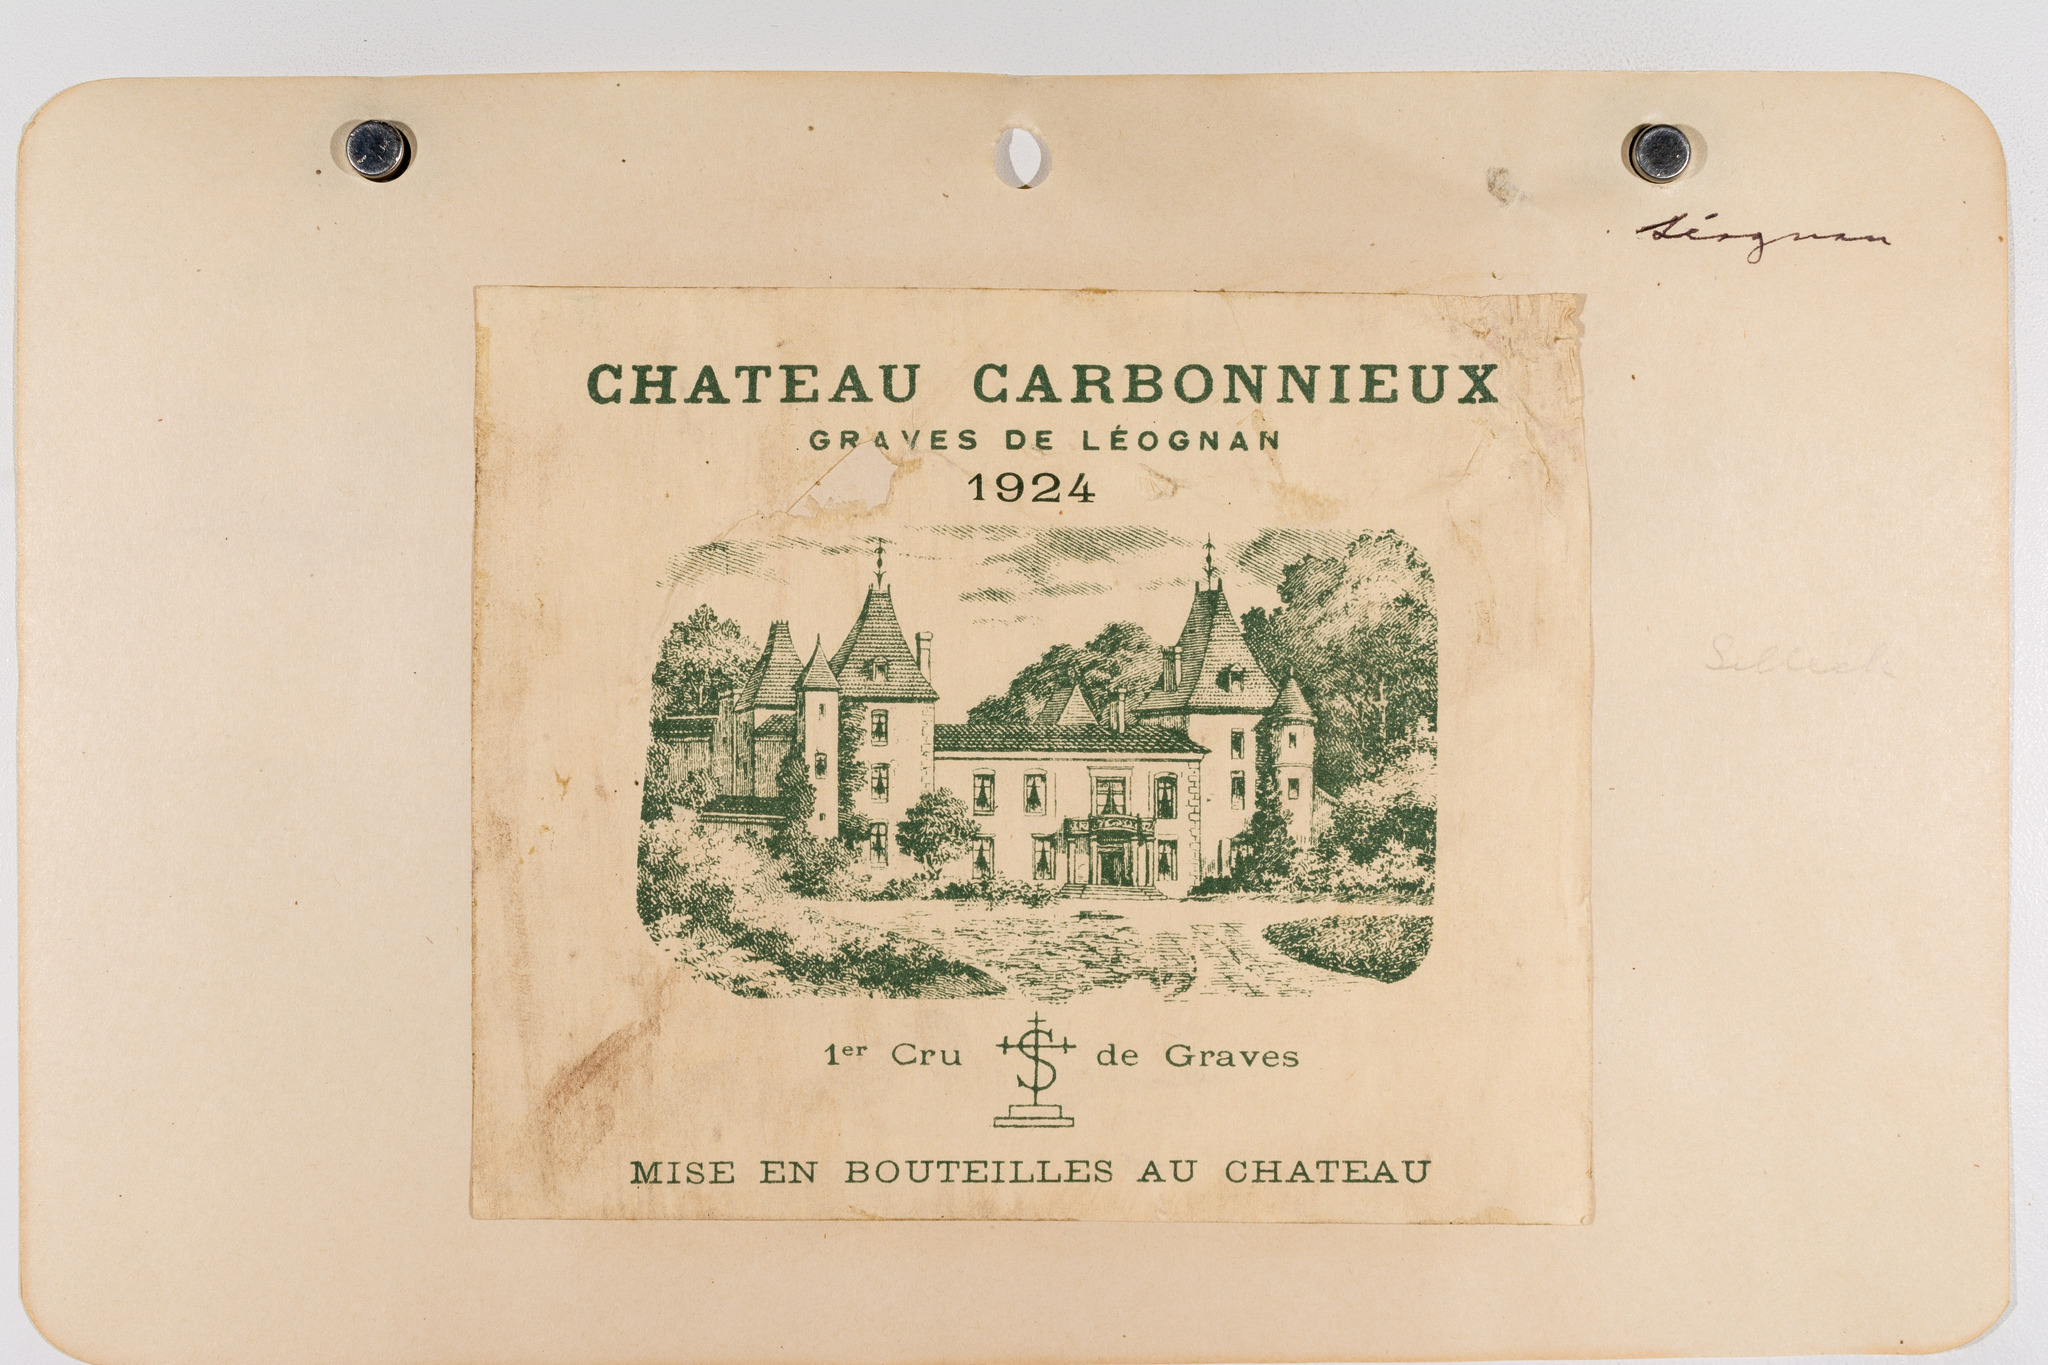 Léognan
CHATEAU CARBONNIEUX
GRAVES DE LÉOGNAN
1924
1er Cru de Graves
MISE EN BOUTEILLES AU CHATEAU